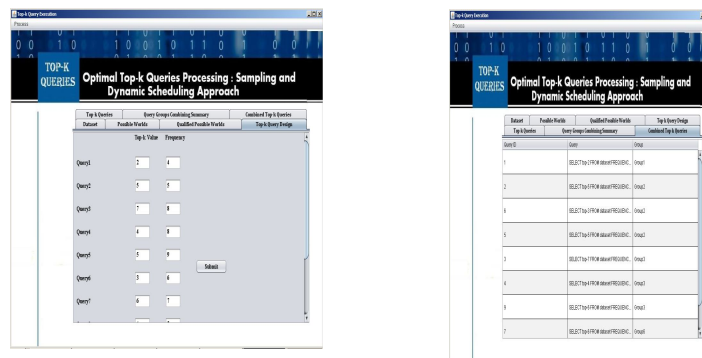 Top-k Query Execution
Process
TOP-K
QUERIES
Optimal Top-k Queries Processing : Sampling and
Dynamic Scheduling Approach
Top k Queries Query Groups Combining Summary Combined Top k Queries
Dataset Possible Worlds Qualified Possible Worlds Top-k Query Design
Top-k Value Frequency
Query1 2 4
Query2 5 5
Query3 7 8
Query4 4 8
Query5 5 9
Submit
Query6 3 6
Query7 6 7
Top-k Query Execution
Process
TOP-K
QUERIES
Optimal Top-k Queries Processing : Sampling and
Dynamic Scheduling Approach
Dataset Possible Worlds Qualified Possible Worlds Top-k Query Design
Top k Queries Query Groups Combining Summary Combined Top k Queries
Query ID Query Group
1 SELECT top-2 FROM dataset FREQUENC... Group1
2 SELECT top-5 FROM dataset FREQUENC... Group2
6 SELECT top-3 FROM dataset FREQUENC... Group2
5 SELECT top-5 FROM dataset FREQUENC... Group2
3 SELECT top-7 FROM dataset FREQUENC... Group3
4 SELECT top-4 FROM dataset FREQUENC... Group3
SELECT FROM dataset FREQUENC... Group3
7 SELECT top-6 FROM dataset FREQUENC...